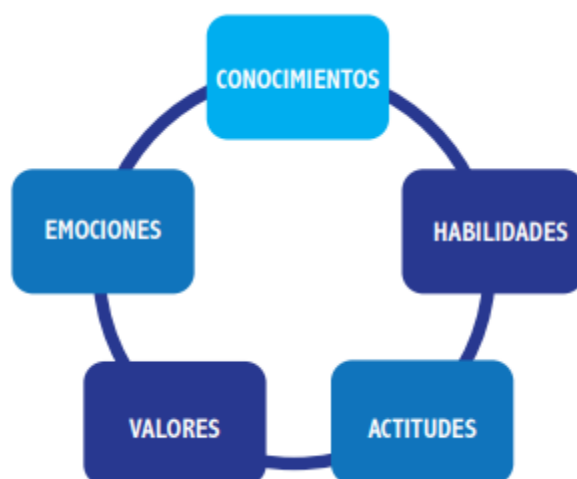 CONOCIMIENTOS
EMOCIONES
HABILIDADES
VALORES
ACTITUDES